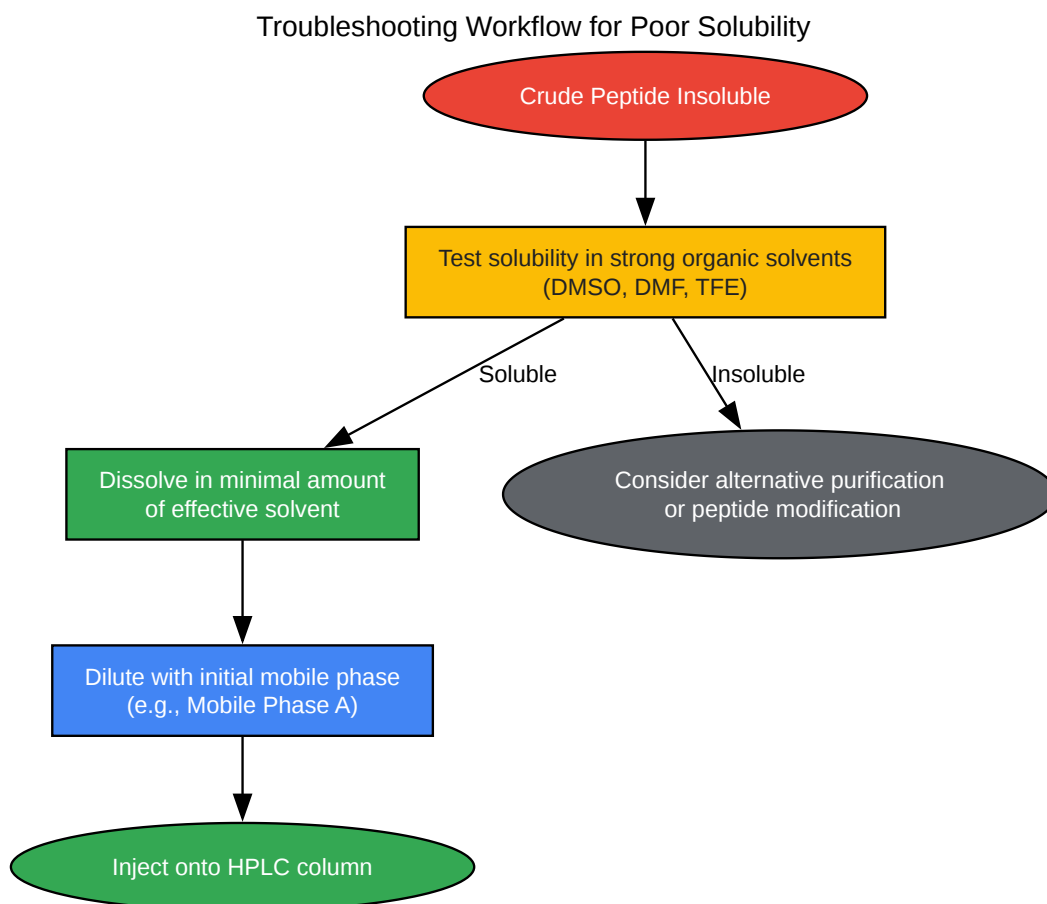 Troubleshooting Workflow for Poor Solubility
Crude Peptide Insoluble
Test solubility in strong organic solvents
(DMSO, DMF, TFE)
Soluble
Insoluble
Dissolve in minimal amount
of effective solvent
Consider alternative purification
or peptide modification
Dilute with initial mobile phase
(e.g., Mobile Phase A)
Inject onto HPLC column